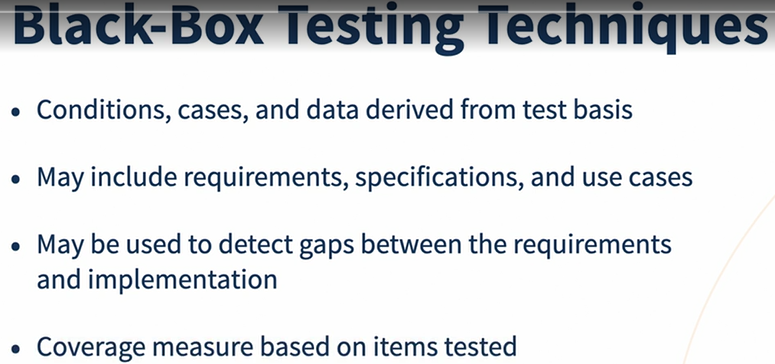 Black-Box Testing Techniques
• Conditions, cases, and data derived from test basis
• May include requirements, specifications, and use cases
• May be used to detect gaps between the requirements
and implementation
• Coverage measure based on items tested